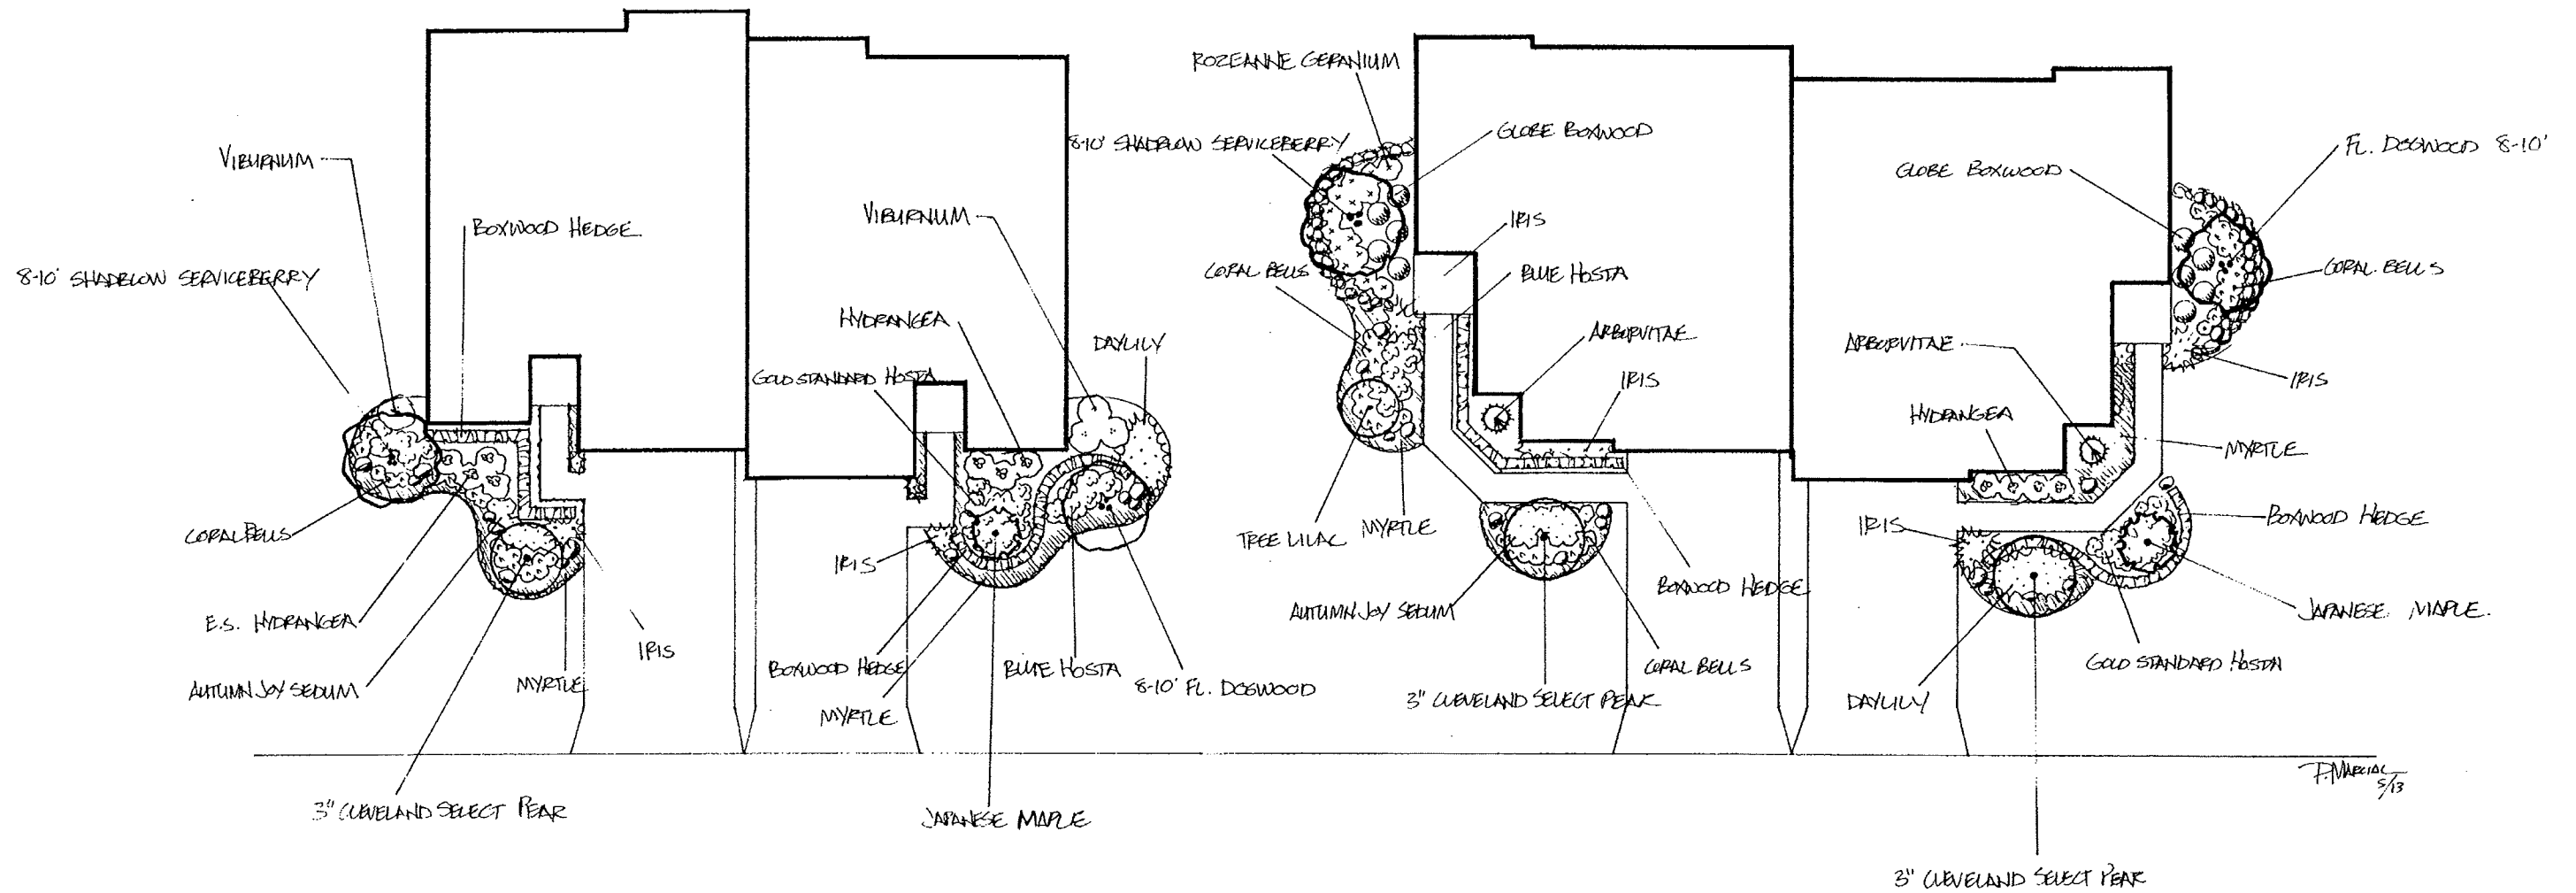 VIBURNUM
BOXWOOD HEDGE
8-10' SHADBLOW SERVICEBERRY
CORAL BELLS
E.S. HYDRANGEA
AUTUMN JOY SEDUM
MYRTLE
IRIS
3" CLEVELAND SELECT PEAR
VIBURNUM
HYDRANGEA
DAYLILY
GOLD STANDARD HOSTA
IRIS
BOXWOOD HEDGE
MYRTLE
BLUE HOSTA
8-10' FL. DOGWOOD
JAPANESE MAPLE
ROZEANNE GERANIUM
8-10' SHADBLOW SERVICEBERRY
GLOBE BOXWOOD
IRIS
CORAL BELLS
BLUE HOSTA
ARBORVITAE
IRIS
TREE LILAC
MYRTLE
AUTUMN JOY SEDUM
BOXWOOD HEDGE
CORAL BELLS
3" CLEVELAND SELECT PEAR
FL. DOGWOOD 8-10'
GLOBE BOXWOOD
CORAL BELLS
ARBORVITAE
IRIS
HYDRANGEA
MYRTLE
IRIS
BOXWOOD HEDGE
JAPANESE MAPLE
GOLD STANDARD HOSTA
DAYLILY
3" CLEVELAND SELECT PEAR
P. MARCIAL
5/13